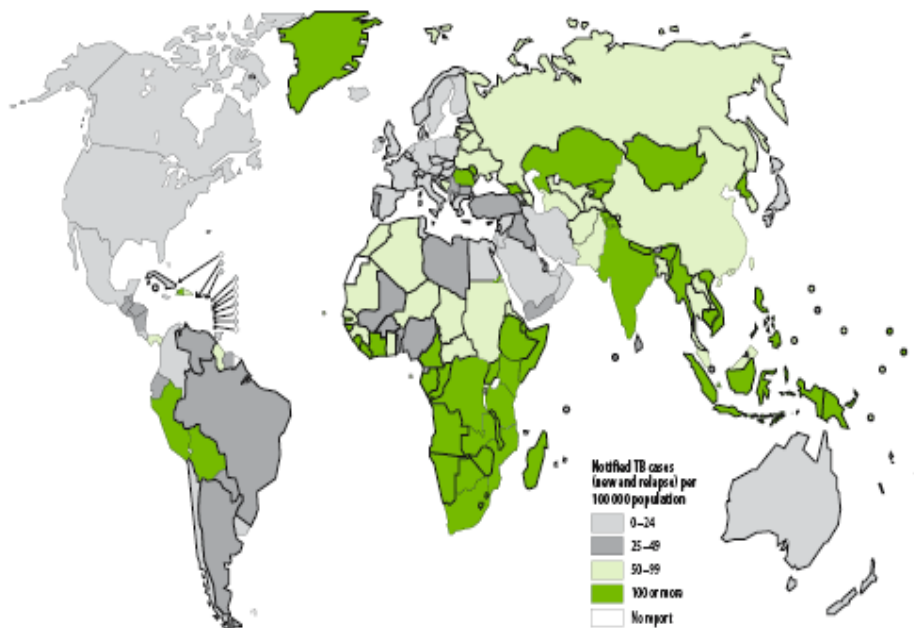 Notified TB cases
(new and relapse) per
100 000 population
0–24
25–49
50–99
100 or more
No report